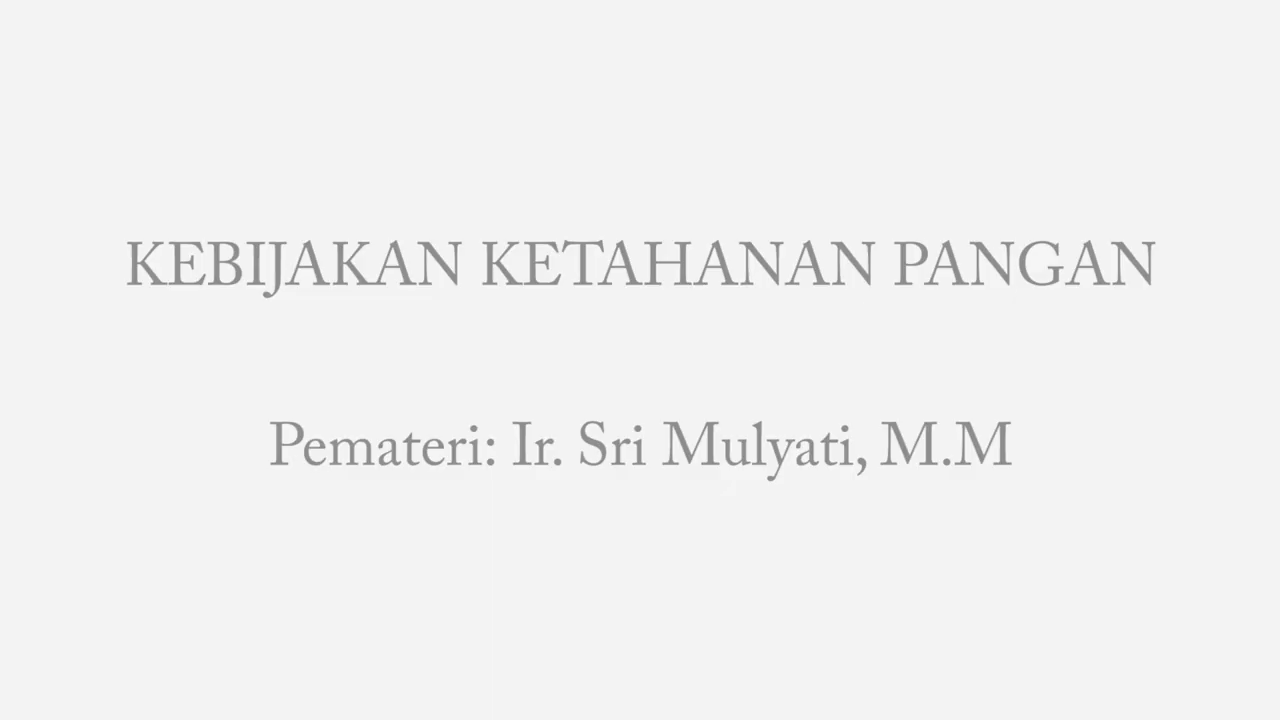 KEBIJAKAN KETAHANAN PANGAN
Pemateri: Ir. Sri Mulyati, M.M